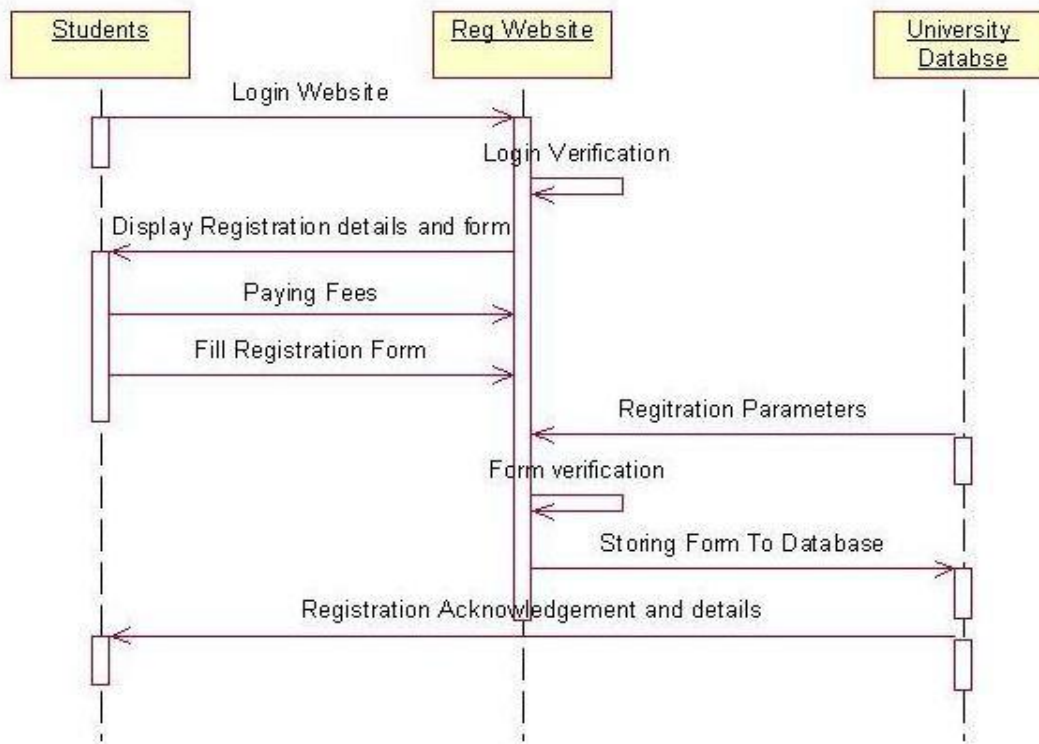 Students
Reg Website
University
Databse
Login Website
Login Verification
Display Registration details and form
Paying Fees
Fill Registration Form
Regitration Parameters
Form verification
Storing Form To Database
Registration Acknowledgement and details